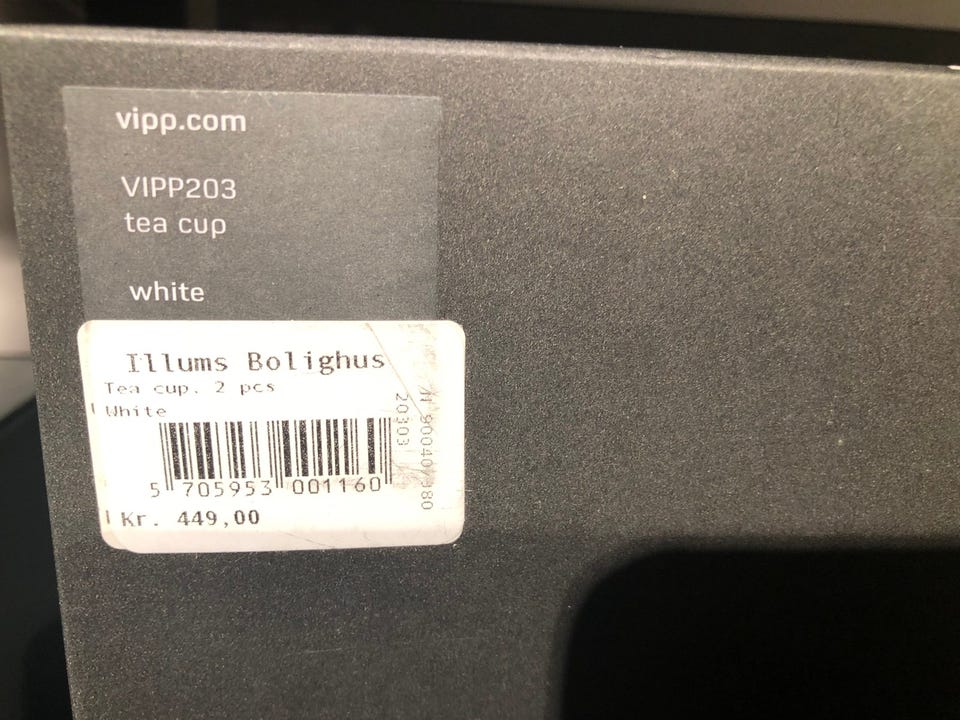 vipp.com
VIPP203
tea cup
white
Illums Bolighus
Tea cup. 2 pcs
White
5 705953 001160
Kr. 449,00
20303